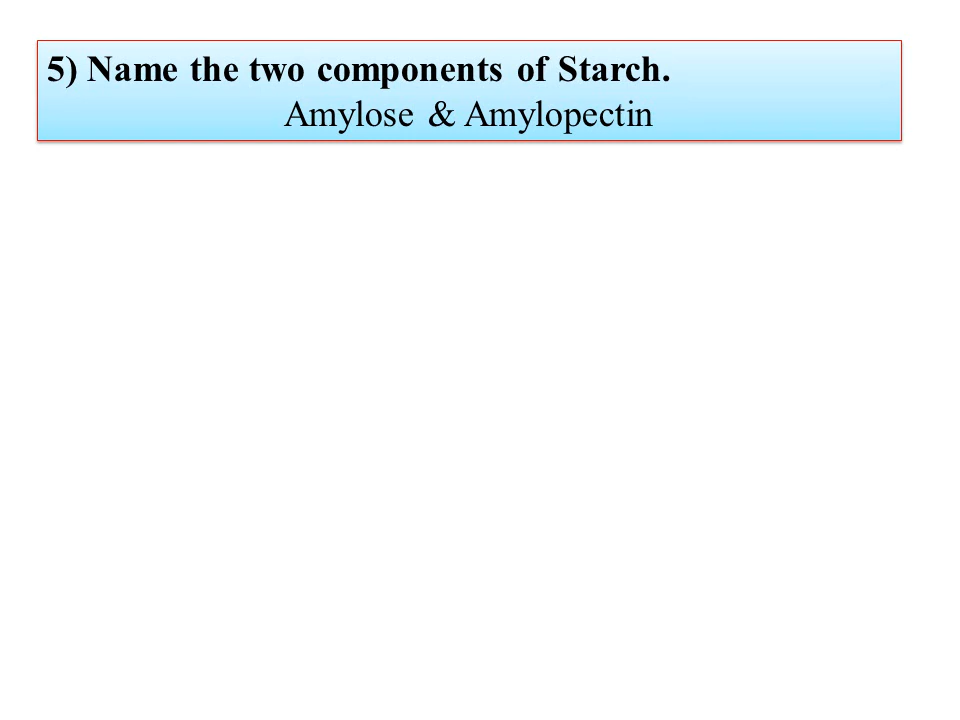 5) Name the two components of Starch.
Amylose & Amylopectin